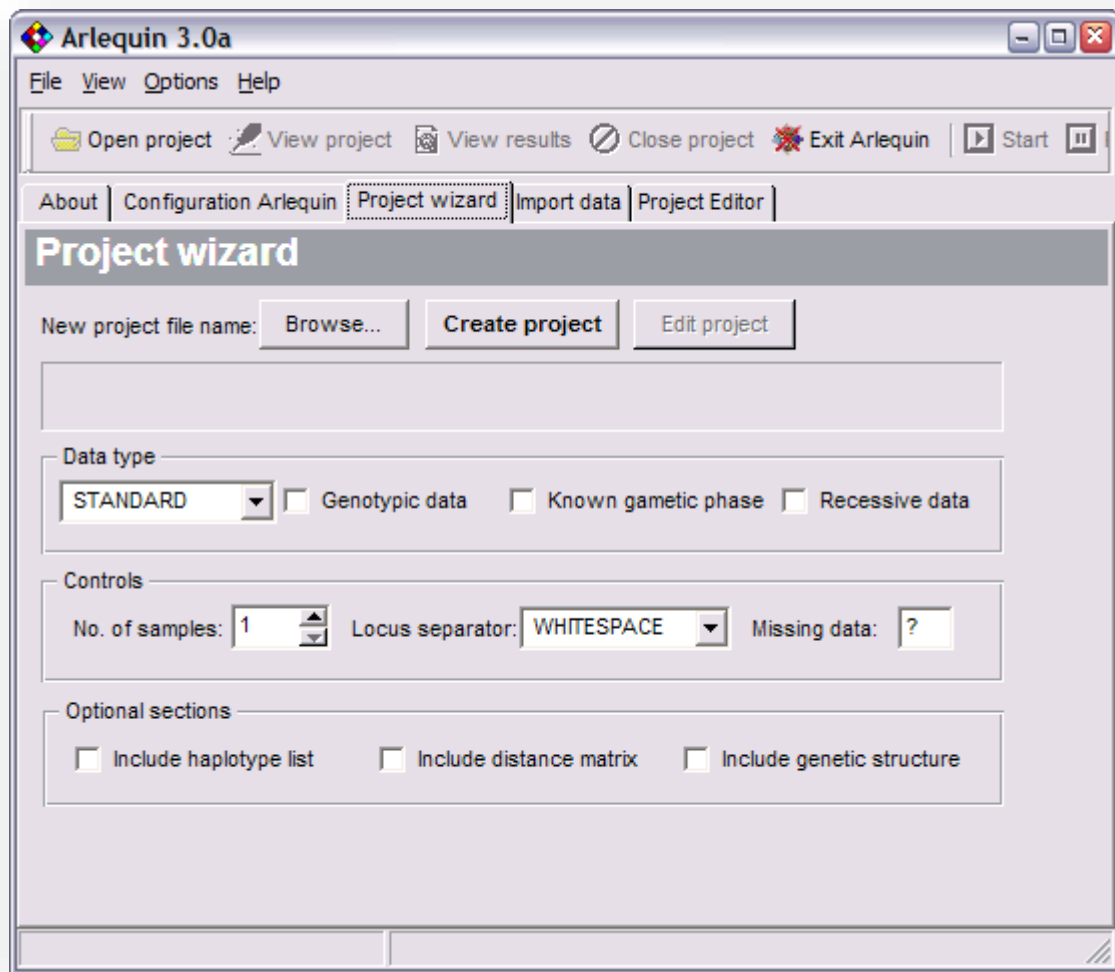 Arlequin 3.0a
File View Options Help
Open project View project View results Close project Exit Arlequin Start
About Configuration Arlequin Project wizard Import data Project Editor
Project wizard
New project file name: Browse... Create project Edit project
Data type
STANDARD Genotypic data Known gametic phase Recessive data
Controls
No. of samples: 1 Locus separator: WHITESPACE Missing data: ?
Optional sections
Include haplotype list Include distance matrix Include genetic structure